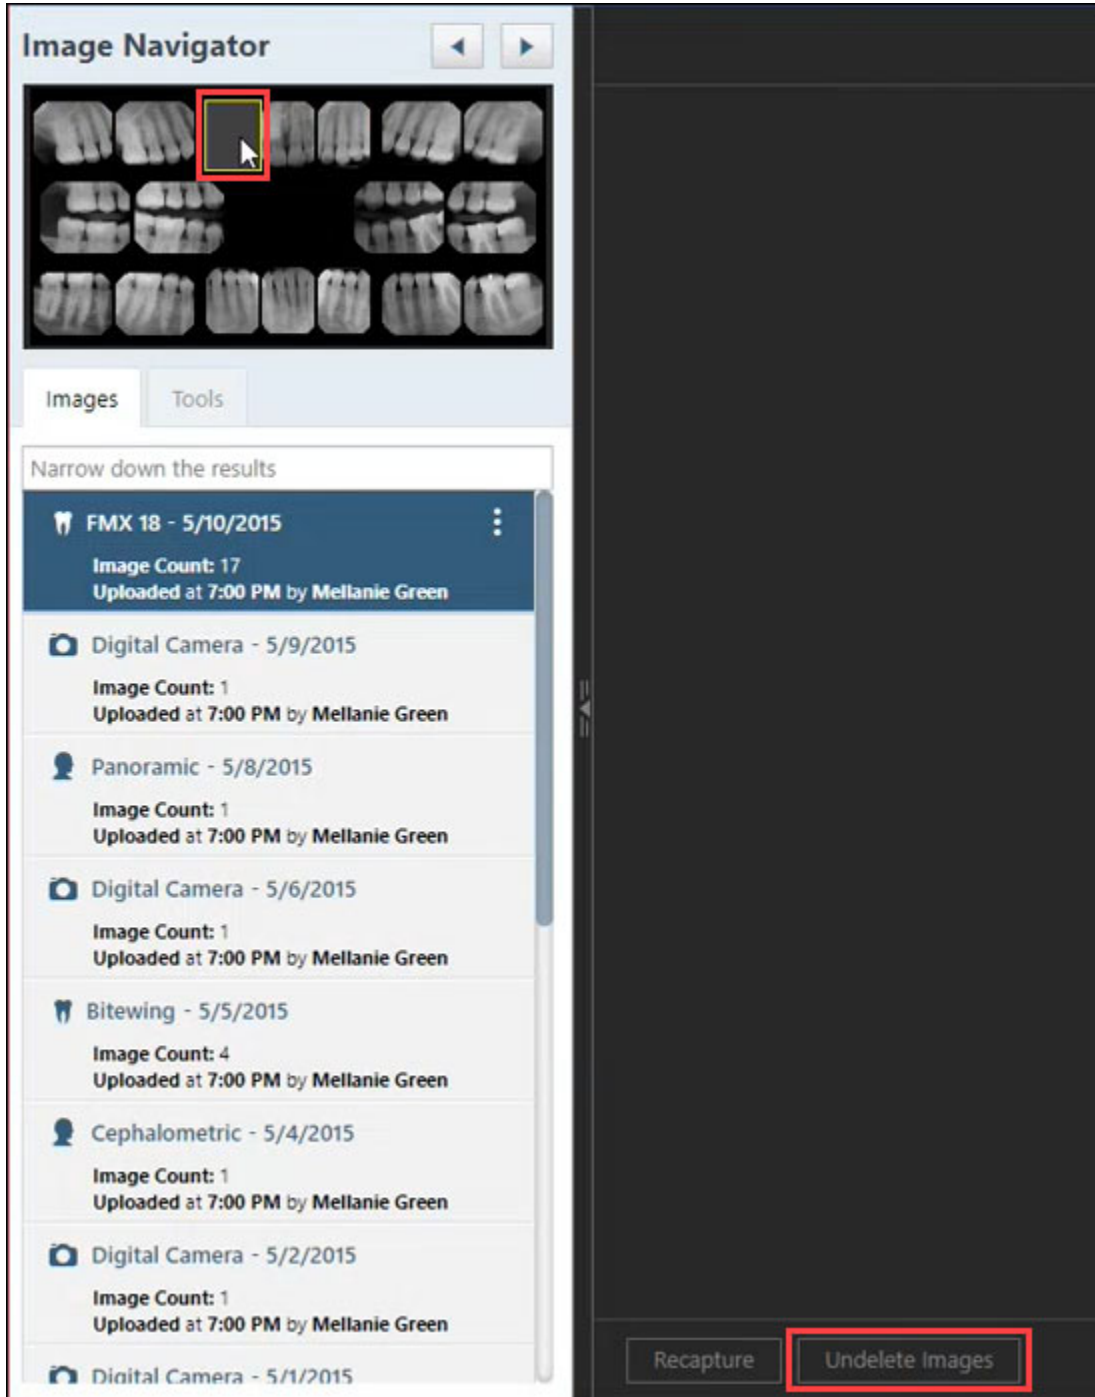 Image Navigator
Images Tools
Narrow down the results
FMX 18 - 5/10/2015
Image Count: 17
Uploaded at 7:00 PM by Mellanie Green
Digital Camera - 5/9/2015
Image Count: 1
Uploaded at 7:00 PM by Mellanie Green
Panoramic - 5/8/2015
Image Count: 1
Uploaded at 7:00 PM by Mellanie Green
Digital Camera - 5/6/2015
Image Count: 1
Uploaded at 7:00 PM by Mellanie Green
Bitewing - 5/5/2015
Image Count: 4
Uploaded at 7:00 PM by Mellanie Green
Cephalometric - 5/4/2015
Image Count: 1
Uploaded at 7:00 PM by Mellanie Green
Digital Camera - 5/2/2015
Image Count: 1
Uploaded at 7:00 PM by Mellanie Green
Digital Camera - 5/1/2015
Recapture Undelete Images